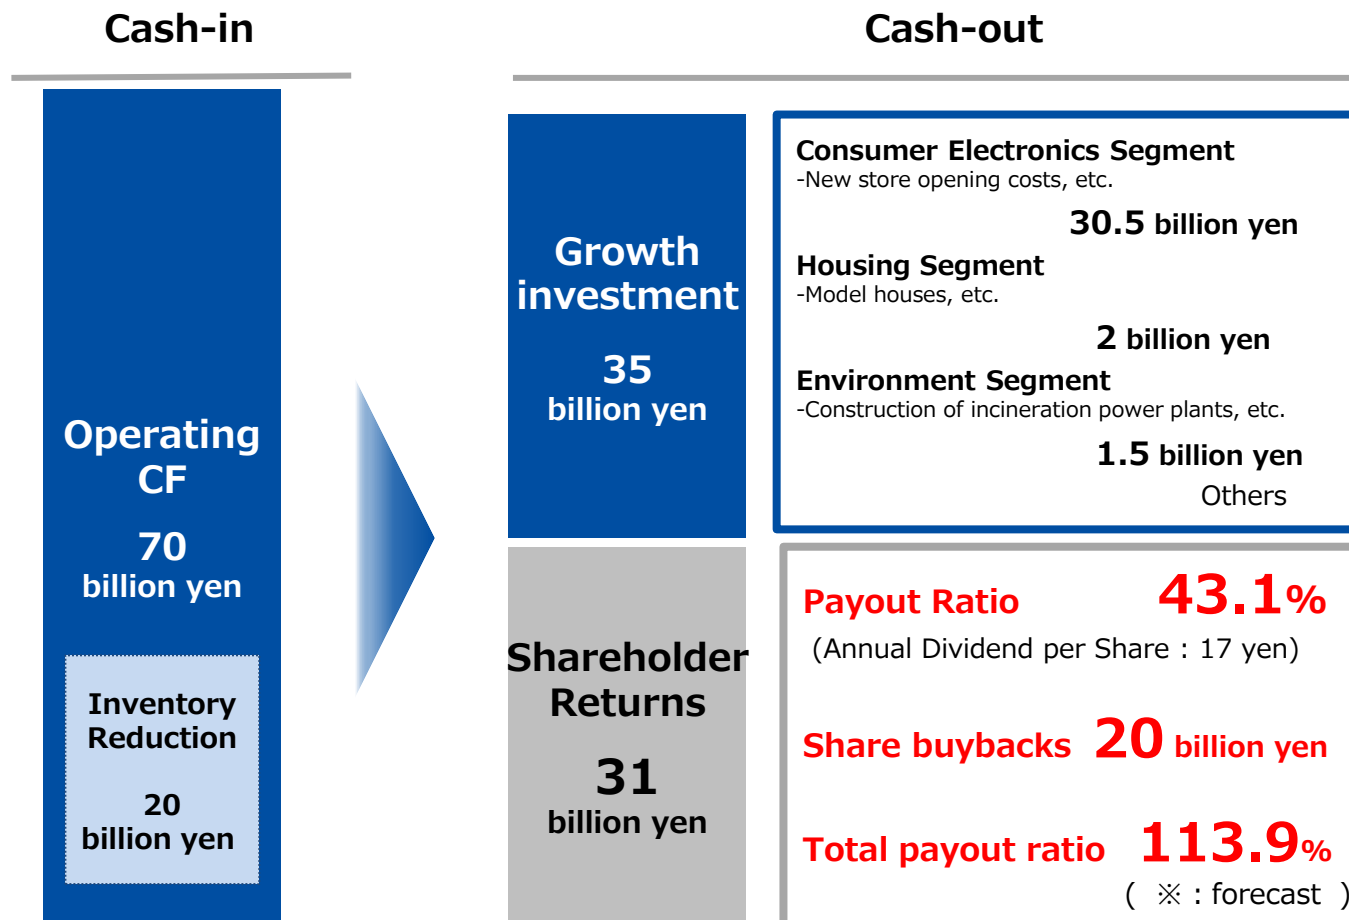 Cash-in
Operating
CF
70
billion yen
Inventory
Reduction
20
billion yen
Cash-out
Growth
investment
35
billion yen
Consumer Electronics Segment
-New store opening costs, etc.
30.5 billion yen
Housing Segment
-Model houses, etc.
2 billion yen
Environment Segment
-Construction of incineration power plants, etc.
1.5 billion yen
Others
Shareholder
Returns
31
billion yen
Payout Ratio 43.1%
(Annual Dividend per Share : 17 yen)
Share buybacks 20 billion yen
Total payout ratio 113.9%
( ※ : forecast )